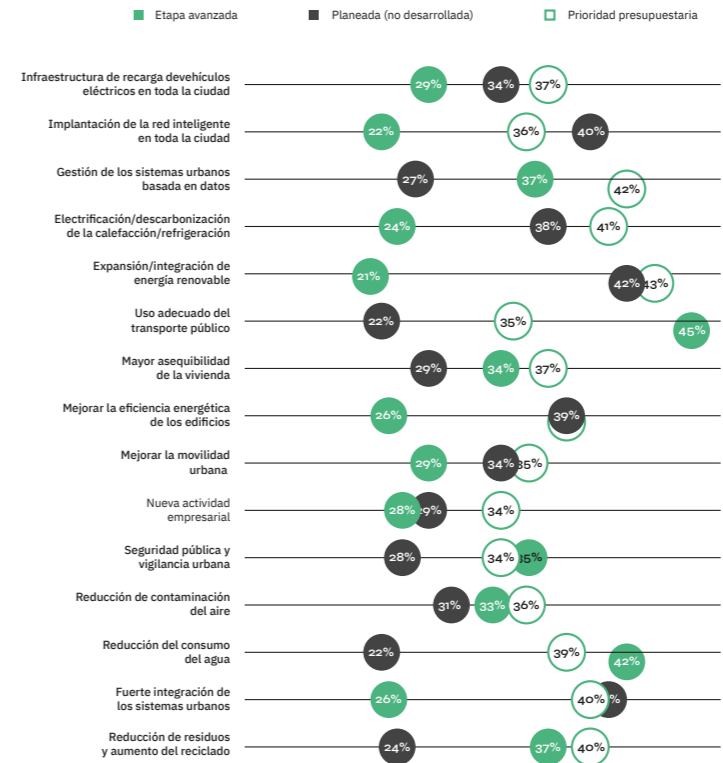 Etapa avanzada Planeada (no desarrollada) Prioridad presupuestaria
Infraestructura de recarga devehículos
eléctricos en toda la ciudad
29% 34% 37%
Implantación de la red inteligente
en toda la ciudad
22% 36% 40%
Gestión de los sistemas urbanos
basada en datos
27% 37% 42%
Electrificación/descarbonización
de la calefacción/refrigeración
24% 38% 41%
Expansión/integración de
energía renovable
21% 42% 43%
Uso adecuado del
transporte público
22% 35% 45%
Mayor asequibilidad
de la vivienda
29% 34% 37%
Mejorar la eficiencia energética
de los edificios
26% 39%
Mejorar la movilidad
urbana
29% 34% 35%
Nueva actividad
empresarial
28% 9% 34%
Seguridad pública y
vigilancia urbana
28% 34% 35%
Reducción de contaminación
del aire
31% 33% 36%
Reducción del consumo
del agua
22% 39% 42%
Fuerte integración de
los sistemas urbanos
26% 40% %
Reducción de residuos
y aumento del reciclado
24% 37% 40%